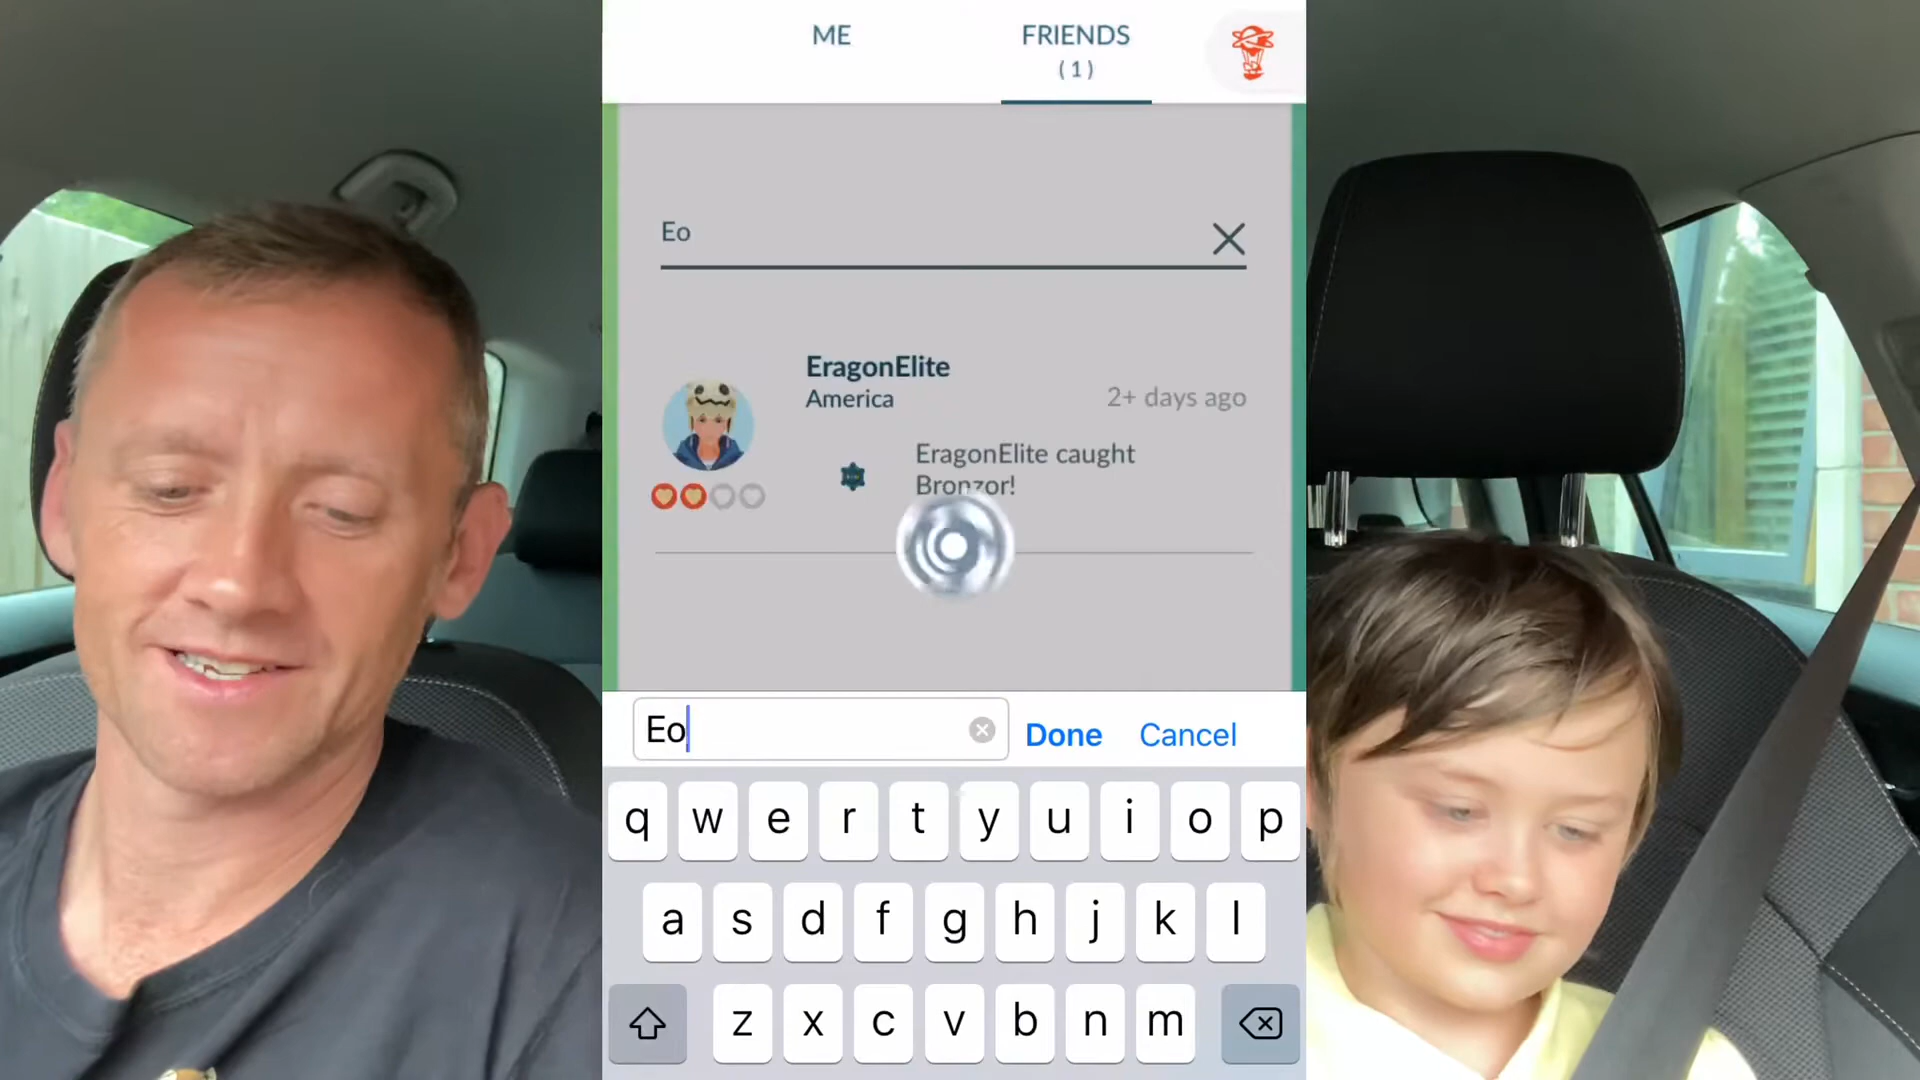 ME
FRIENDS
( 1 )
Eo
EragonElite
America
2+ days ago
EragonElite caught
Bronzor!
Eo
Done
Cancel
q w e r t y u i o p
a s d f g h j k l
z x c v b n m